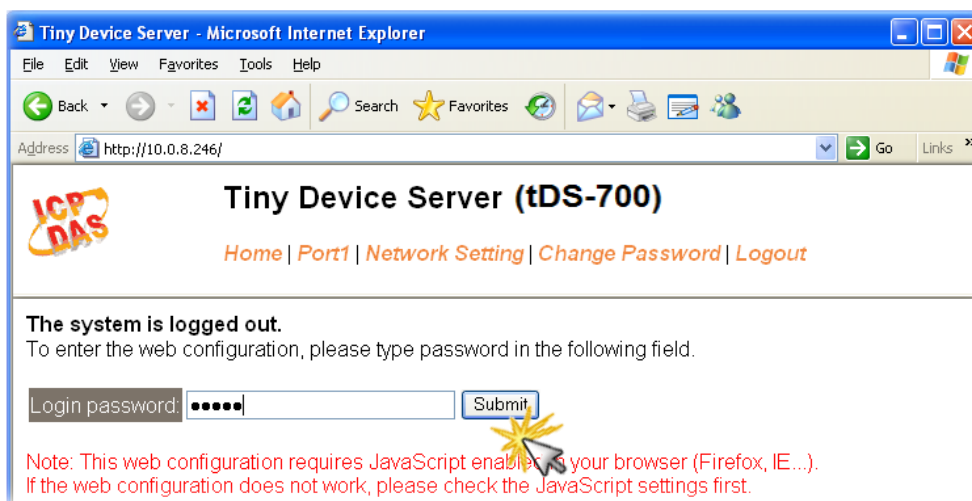 Tiny Device Server - Microsoft Internet Explorer
File Edit View Favorites Tools Help
Back Search Favorites
Address http://10.0.8.246/ Go Links »
ICP DAS
Tiny Device Server (tDS-700)
Home | Port1 | Network Setting | Change Password | Logout
The system is logged out.
To enter the web configuration, please type password in the following field.
Login password: ●●●●● Submit
Note: This web configuration requires JavaScript enabled in your browser (Firefox, IE...).
If the web configuration does not work, please check the JavaScript settings first.